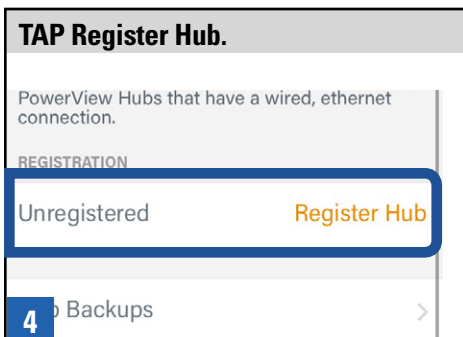 TAP Register Hub.
PowerView Hubs that have a wired, ethernet
connection.
REGISTRATION
Unregistered Register Hub
Backups
4